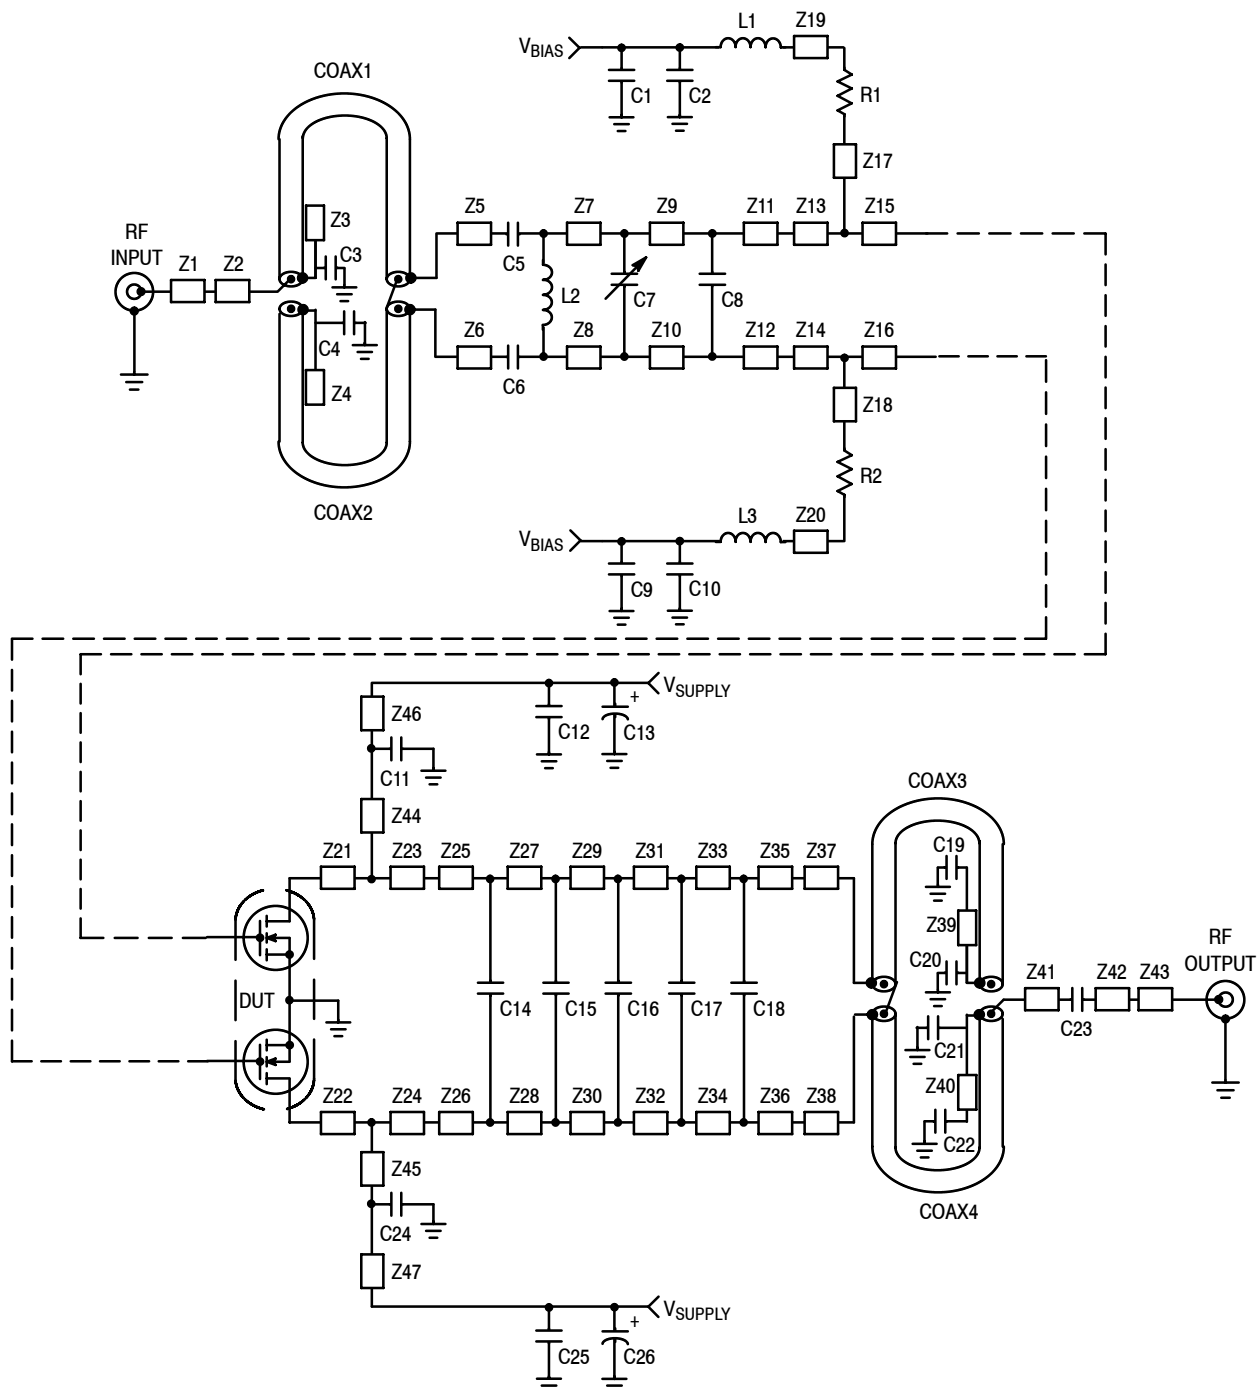 L1
Z19
V_BIAS
COAX1
C1
C2
R1
Z17
Z3
Z5
Z7
Z9
Z11
Z13
Z15
RF
INPUT
C3
Z1
Z2
C5
L2
C7
C8
C4
Z6
Z8
Z10
Z12
Z14
Z16
C6
Z4
Z18
R2
COAX2
L3
Z20
V_BIAS
C9
C10
V_SUPPLY
Z46
+
C12
C13
C11
COAX3
Z44
C19
Z21
Z23
Z25
Z27
Z29
Z31
Z33
Z35
Z37
Z39
RF
OUTPUT
C20
Z41
Z42
Z43
DUT
C14
C15
C16
C17
C18
C23
C21
Z40
Z22
Z24
Z26
Z28
Z30
Z32
Z34
Z36
Z38
C22
Z45
COAX4
C24
Z47
V_SUPPLY
+
C25
C26